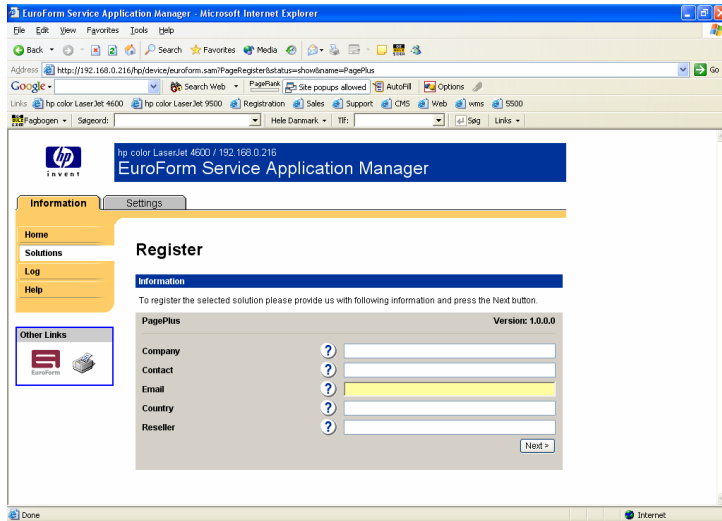 EuroForm Service Application Manager - Microsoft Internet Explorer
File Edit View Favorites Tools Help
Back Search Favorites Media
Address http://192.168.0.216/hp/device/euroform.sam?PageRegister&status=show&name=PagePlus Go
Google Search Web PageRank Site popups allowed AutoFill Options
Links hp color LaserJet 4600 hp color LaserJet 9500 Registration Sales Support CMS Web wms 5500
Fagbogen Søgeord: Hele Danmark Tlf: Søg Links
hp color LaserJet 4600 / 192.168.0.216
hp
invent
EuroForm Service Application Manager
Information Settings
Home
Solutions
Log
Help
Register
Information
To register the selected solution please provide us with following information and press the Next button.
PagePlus Version: 1.0.0.0
Other Links
EuroForm
Company ?
Contact ?
Email ?
Country ?
Reseller ?
Next >
Done Internet